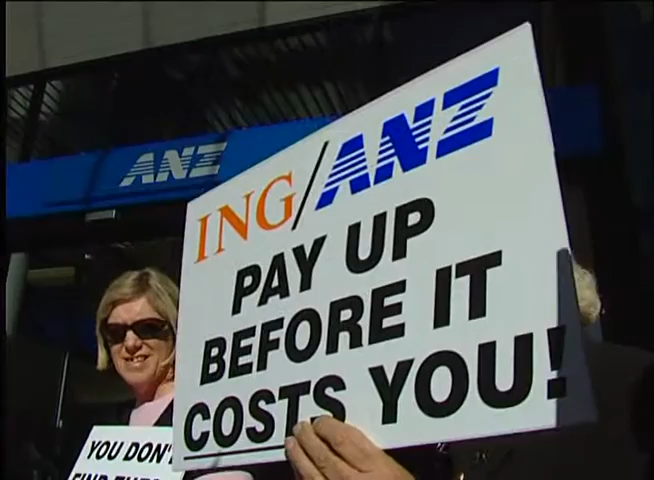 ANZ
ING/ANZ
PAY UP
BEFORE IT
COSTS YOU!
YOU DON'T